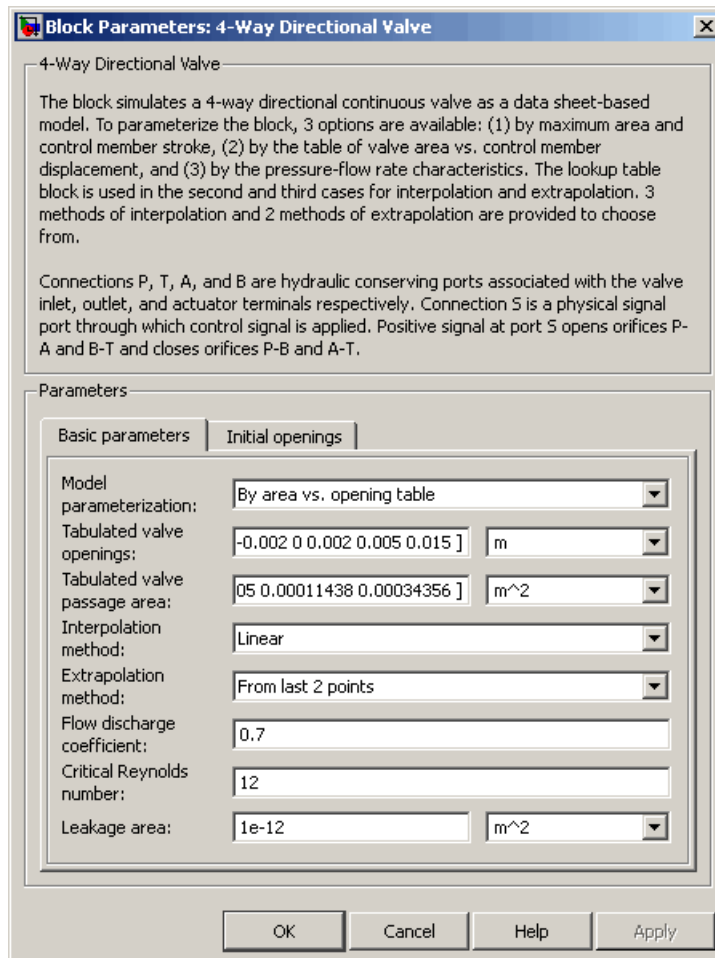 Block Parameters: 4-Way Directional Valve
4-Way Directional Valve
The block simulates a 4-way directional continuous valve as a data sheet-based
model. To parameterize the block, 3 options are available: (1) by maximum area and
control member stroke, (2) by the table of valve area vs. control member
displacement, and (3) by the pressure-flow rate characteristics. The lookup table
block is used in the second and third cases for interpolation and extrapolation. 3
methods of interpolation and 2 methods of extrapolation are provided to choose
from.
Connections P, T, A, and B are hydraulic conserving ports associated with the valve
inlet, outlet, and actuator terminals respectively. Connection S is a physical signal
port through which control signal is applied. Positive signal at port S opens orifices P-
A and B-T and closes orifices P-B and A-T.
Parameters
Basic parameters Initial openings
Model
parameterization:
By area vs. opening table
Tabulated valve
openings:
-0.002 0 0.002 0.005 0.015 ] m
Tabulated valve
passage area:
05 0.00011438 0.00034356 ] m^2
Interpolation
method:
Linear
Extrapolation
method:
From last 2 points
Flow discharge
coefficient:
0.7
Critical Reynolds
number:
12
Leakage area: 1e-12 m^2
OK Cancel Help Apply